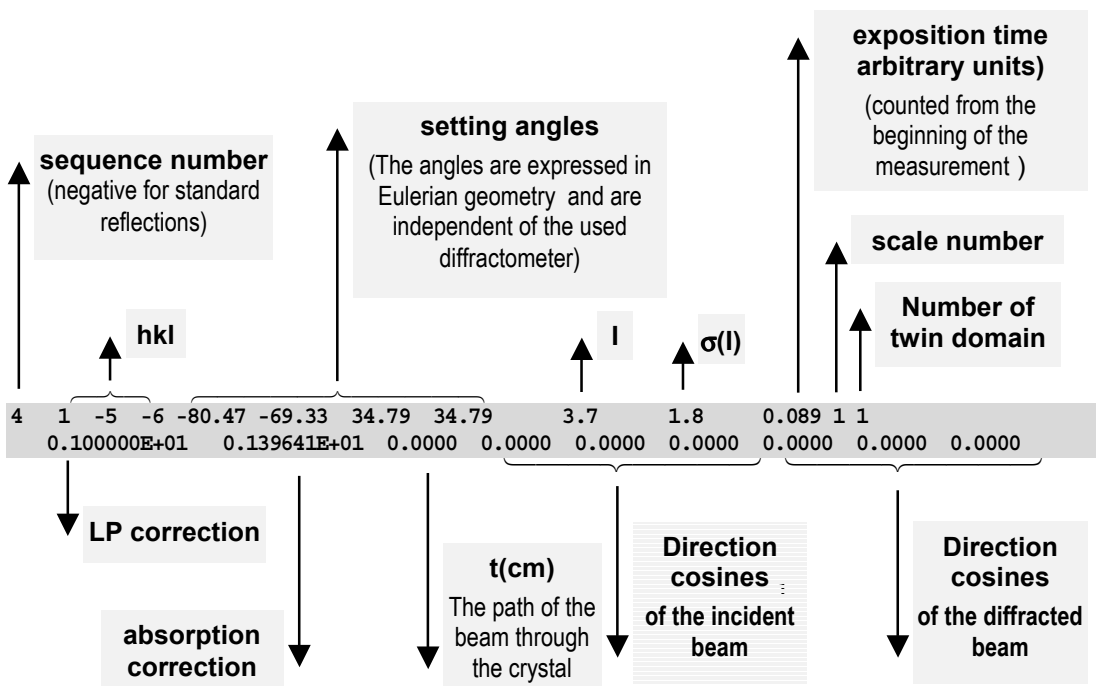 exposition time
arbitrary units)
(counted from the
beginning of the
measurement )
setting angles
(The angles are expressed in
Eulerian geometry and are
independent of the used
diffractometer)
sequence number
(negative for standard
reflections)
scale number
Number of
twin domain
hkl
I
σ(I)
4 1 -5 -6 -80.47 -69.33 34.79 34.79 3.7 1.8 0.089 1 1
0.100000E+01 0.139641E+01 0.0000 0.0000 0.0000 0.0000 0.0000 0.0000 0.0000
LP correction
absorption
correction
t(cm)
The path of the
beam through
the crystal
Direction
cosines
of the incident
beam
Direction
cosines
of the diffracted
beam